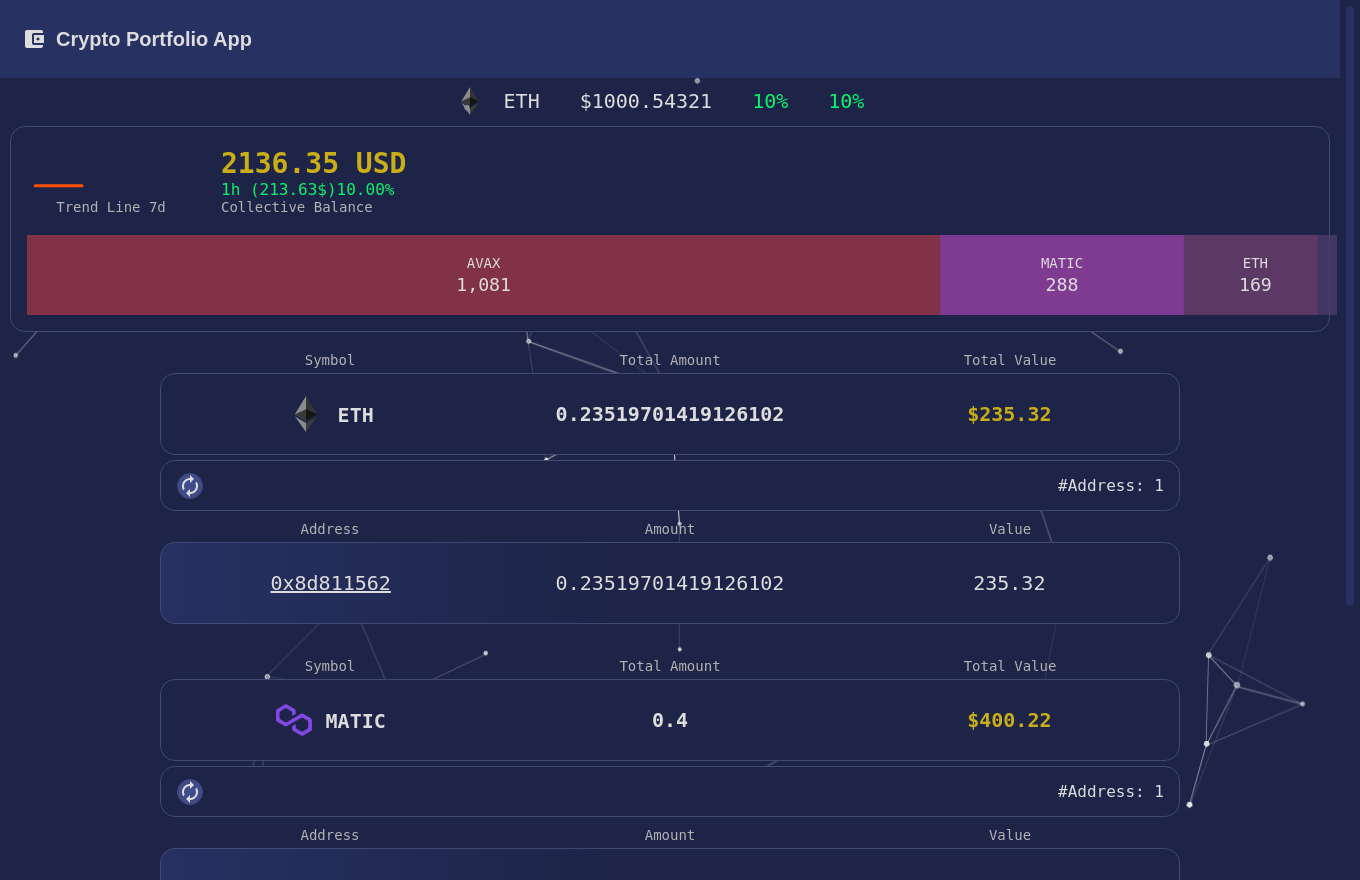 Crypto Portfolio App
ETH $1000.54321 10% 10%
2136.35 USD
1h (213.63$)10.00%
Trend Line 7d Collective Balance
AVAX MATIC ETH
1,081 288 169
Symbol Total Amount Total Value
ETH 0.23519701419126102 $235.32
#Address: 1
Address Amount Value
0x8d811562 0.23519701419126102 235.32
Symbol Total Amount Total Value
MATIC 0.4 $400.22
#Address: 1
Address Amount Value